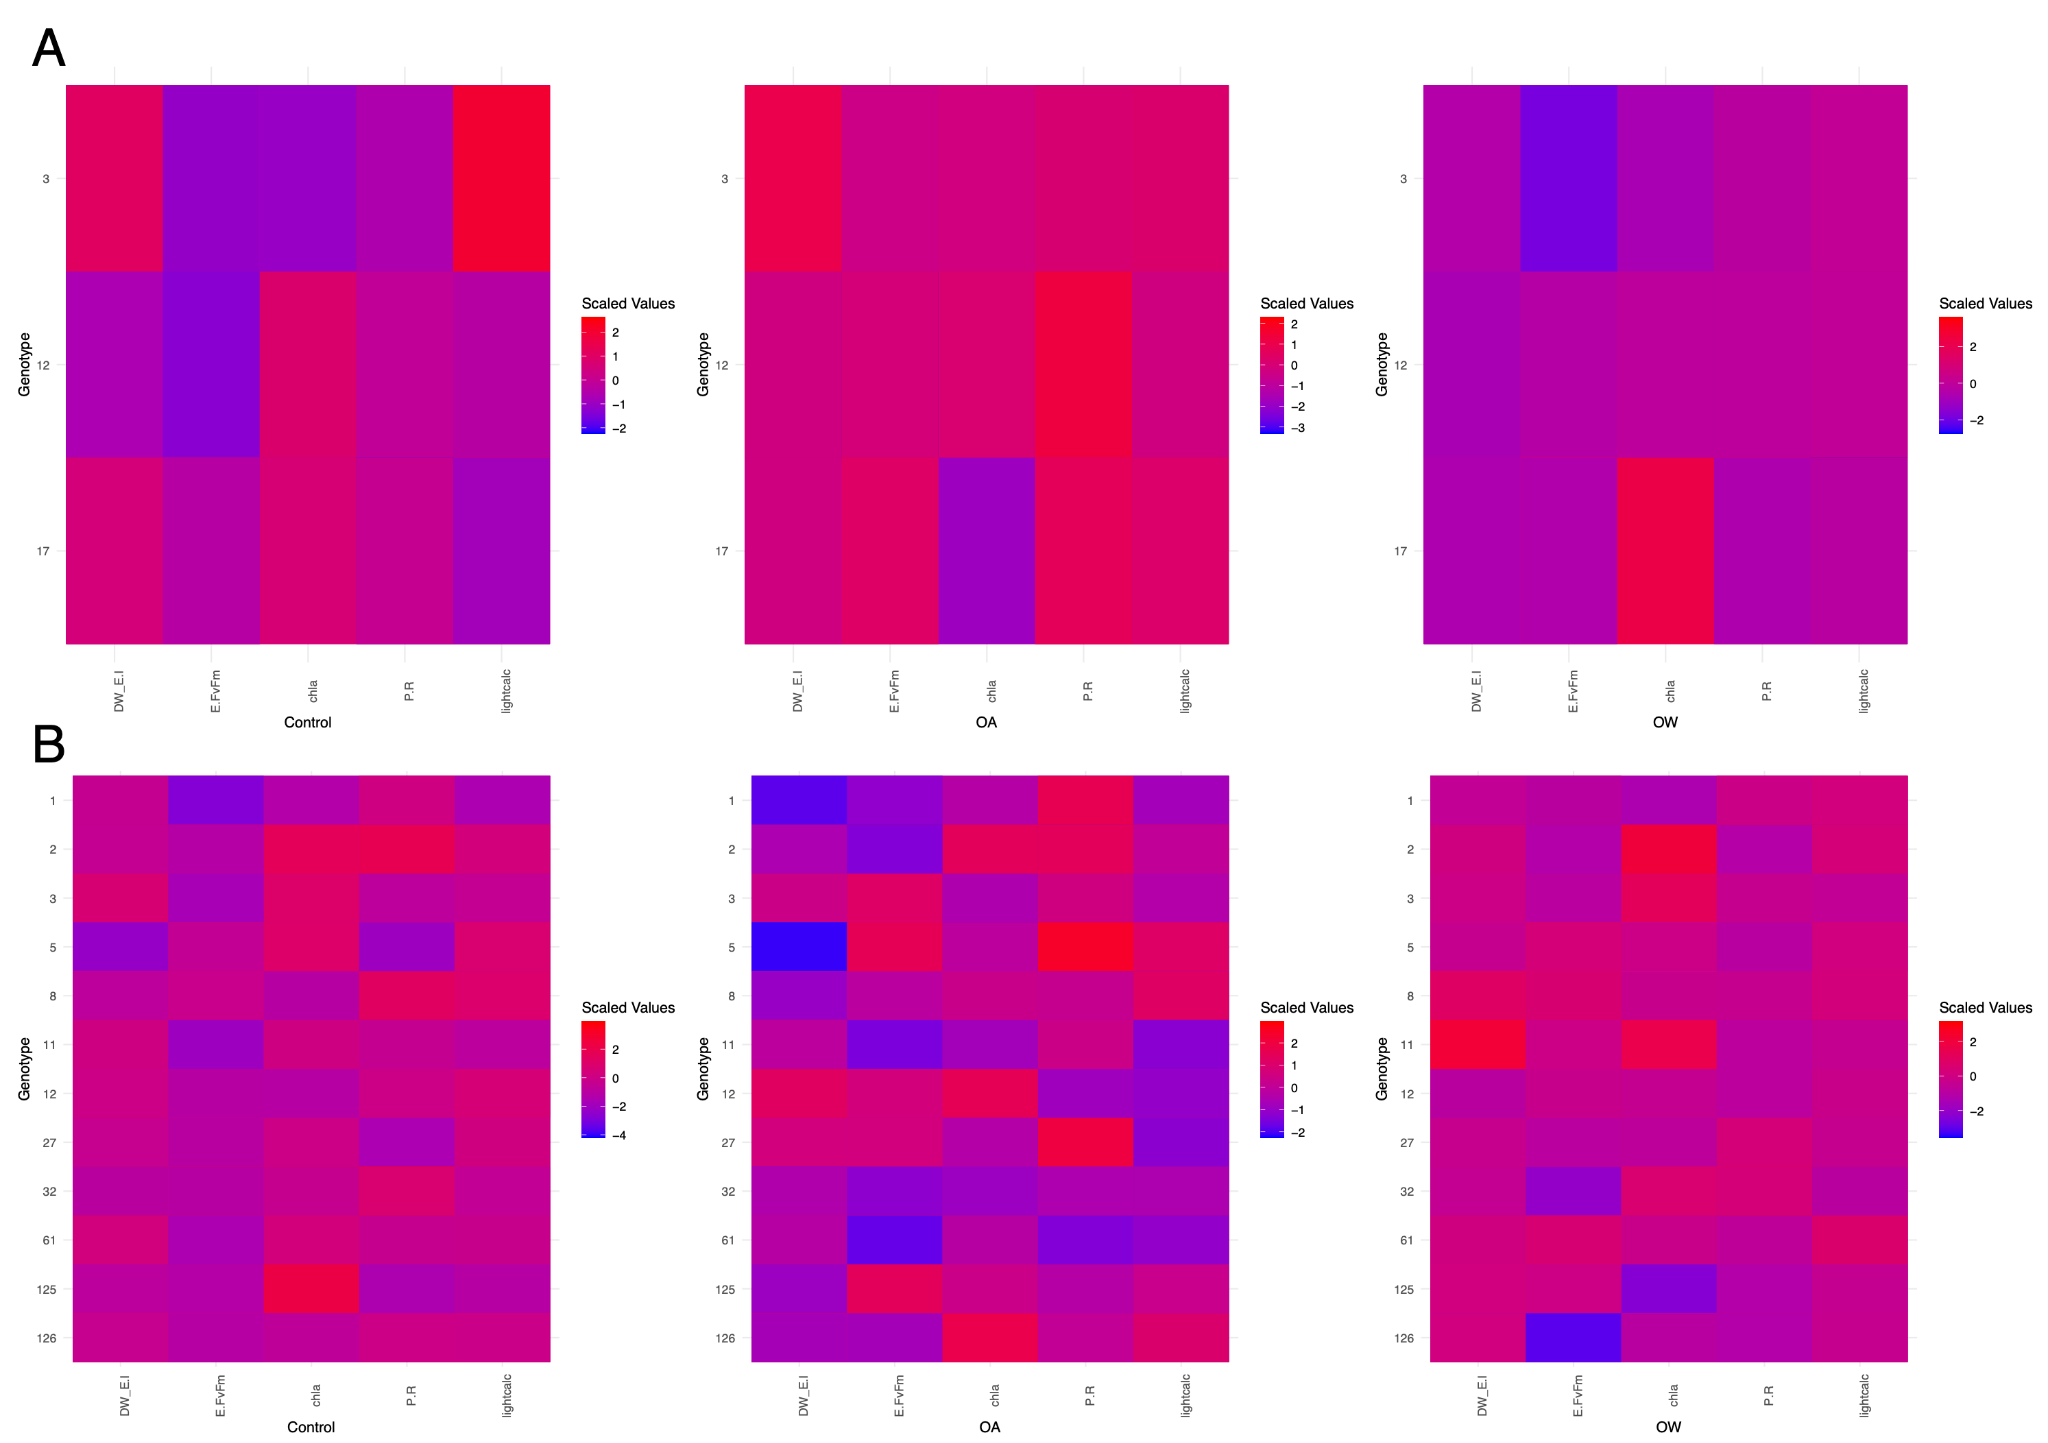 A
Genotype
3
12
17
DW_E.I
E.FvFm
chla
P.R
lightcalc
Control
Scaled Values
2
1
0
−1
−2
Genotype
3
12
17
DW_E.I
E.FvFm
chla
P.R
lightcalc
OA
Scaled Values
2
1
0
−1
−2
−3
Genotype
3
12
17
DW_E.I
E.FvFm
chla
P.R
lightcalc
OW
Scaled Values
2
0
−2
B
Genotype
1
2
3
5
8
11
12
27
32
61
125
126
DW_E.I
E.FvFm
chla
P.R
lightcalc
Control
Scaled Values
2
0
−2
−4
Genotype
1
2
3
5
8
11
12
27
32
61
125
126
DW_E.I
E.FvFm
chla
P.R
lightcalc
OA
Scaled Values
2
1
0
−1
−2
Genotype
1
2
3
5
8
11
12
27
32
61
125
126
DW_E.I
E.FvFm
chla
P.R
lightcalc
OW
Scaled Values
2
0
−2